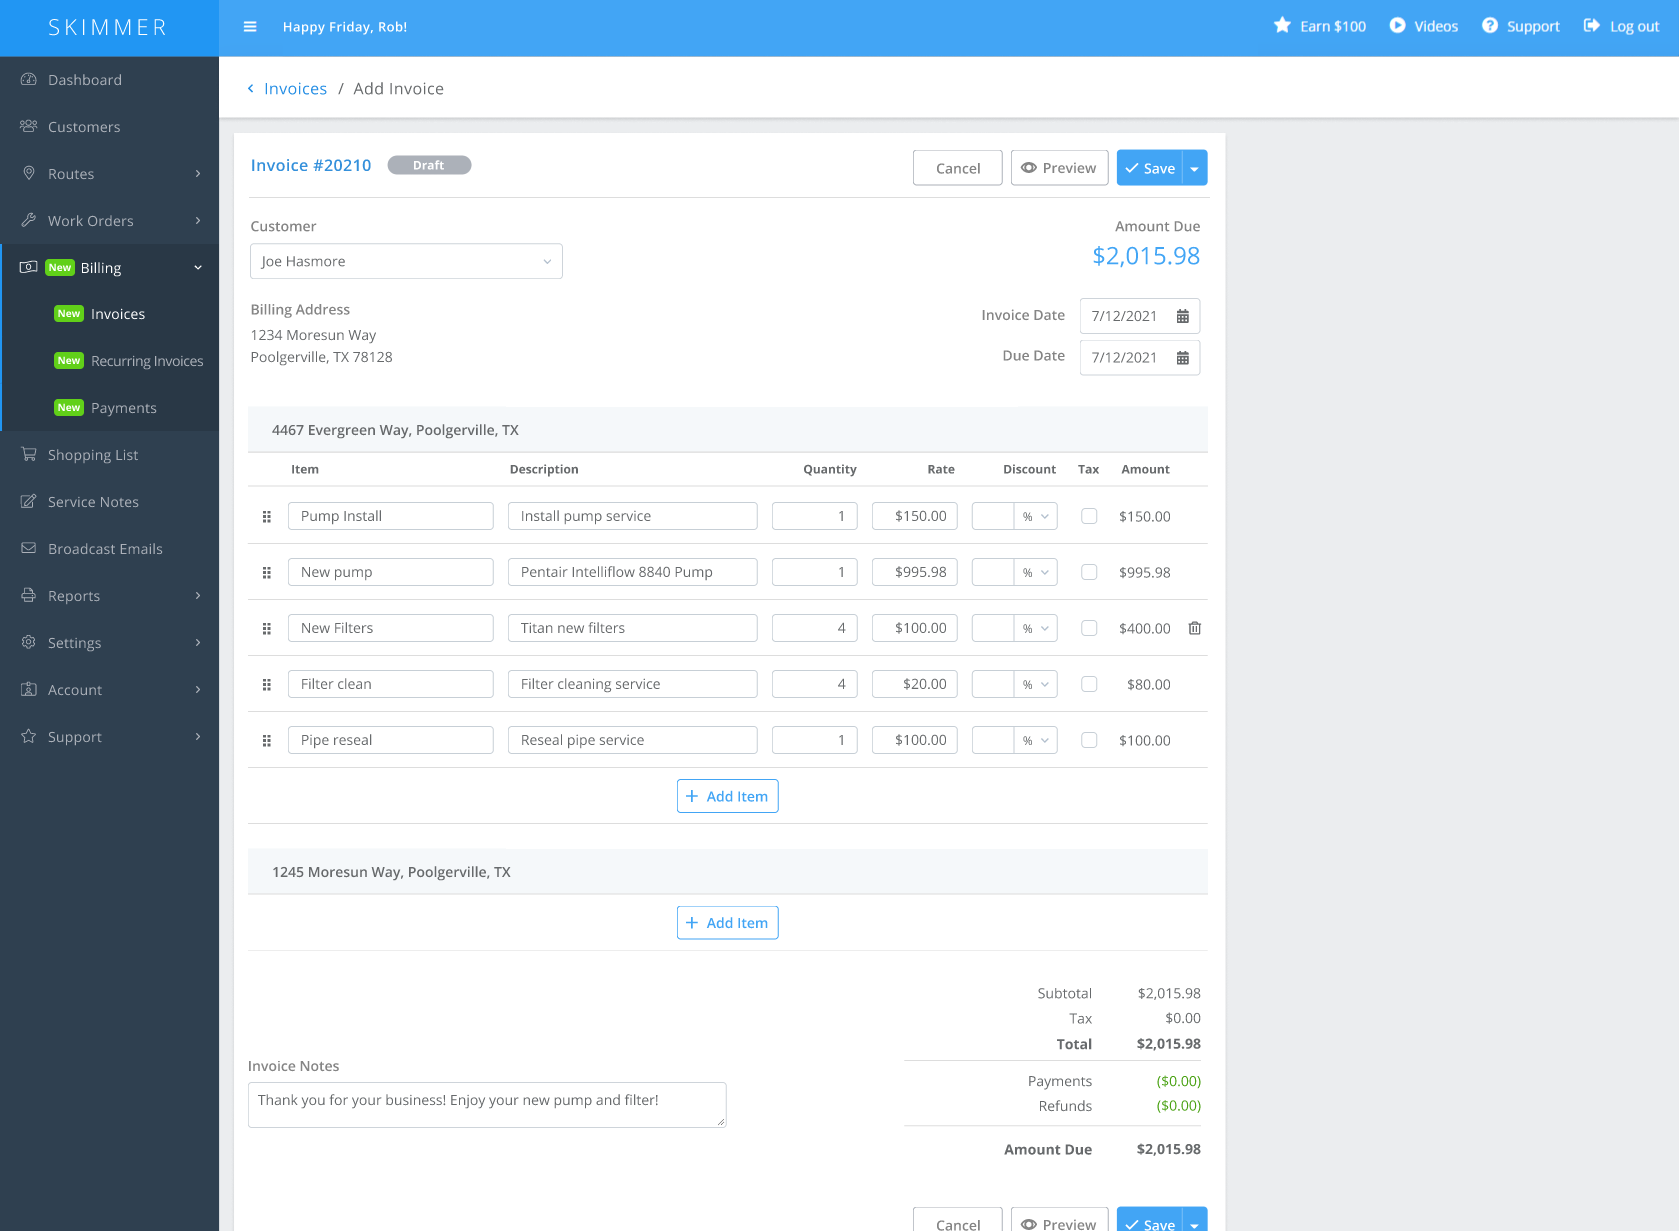 SKIMMER
Happy Friday, Rob!
Earn $100 Videos Support Log out
Dashboard
Customers
Routes
Work Orders
New Billing
New Invoices
New Recurring Invoices
New Payments
Shopping List
Service Notes
Broadcast Emails
Reports
Settings
Account
Support
Invoices / Add Invoice
Invoice #20210 Draft
Cancel Preview Save
Customer
Joe Hasmore
Amount Due
$2,015.98
Billing Address
1234 Moresun Way
Poolgerville, TX 78128
Invoice Date 7/12/2021
Due Date 7/12/2021
4467 Evergreen Way, Poolgerville, TX
Item Description Quantity Rate Discount Tax Amount
Pump Install Install pump service 1 $150.00 % $150.00
New pump Pentair Intelliflow 8840 Pump 1 $995.98 % $995.98
New Filters Titan new filters 4 $100.00 % $400.00
Filter clean Filter cleaning service 4 $20.00 % $80.00
Pipe reseal Reseal pipe service 1 $100.00 % $100.00
+ Add Item
1245 Moresun Way, Poolgerville, TX
+ Add Item
Subtotal $2,015.98
Tax $0.00
Total $2,015.98
Payments ($0.00)
Refunds ($0.00)
Amount Due $2,015.98
Invoice Notes
Thank you for your business! Enjoy your new pump and filter!
Cancel Preview Save